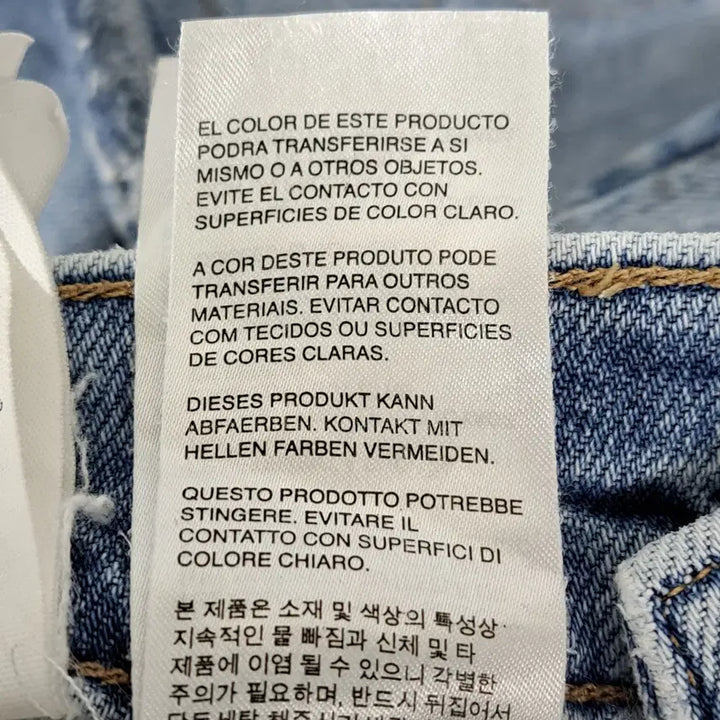 EL COLOR DE ESTE PRODUCTO
PODRA TRANSFERIRSE A SI
MISMO O A OTROS OBJETOS.
EVITE EL CONTACTO CON
SUPERFICIES DE COLOR CLARO.
A COR DESTE PRODUTO PODE
TRANSFERIR PARA OUTROS
MATERIAIS. EVITAR CONTACTO
COM TECIDOS OU SUPERFICIES
DE CORES CLARAS.
DIESES PRODUKT KANN
ABFAERBEN. KONTAKT MIT
HELLEN FARBEN VERMEIDEN.
QUESTO PRODOTTO POTREBBE
STINGERE. EVITARE IL
CONTATTO CON SUPERFICI DI
COLORE CHIARO.
본 제품은 소재 및 색상의 특성상
지속적인 물 빠짐과 신체 및 타
제품에 이염 될 수 있으니 각별한
주의가 필요하며, 반드시 뒤집어서